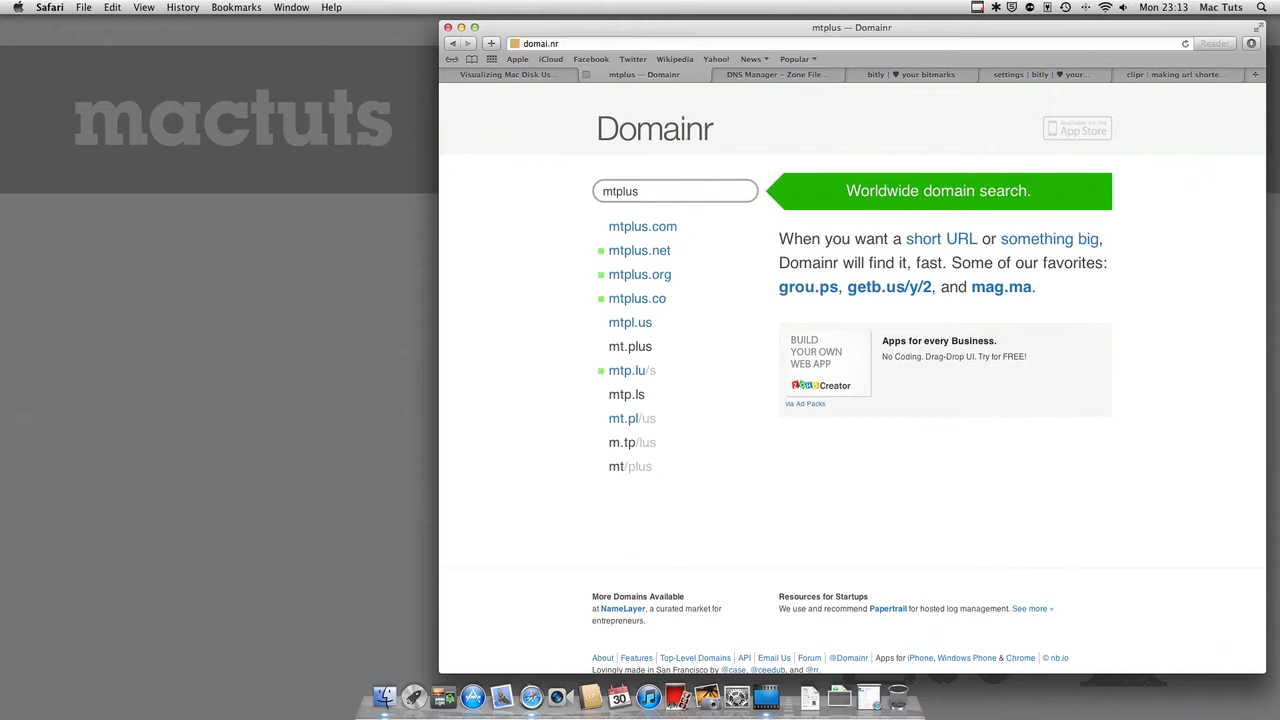 Safari File Edit View History Bookmarks Window Help Mon 23:13 Mac Tuts
mactuts
mtplus — Domainr
domai.nr Reader
Apple iCloud Facebook Twitter Wikipedia Yahoo! News Popular
Visualizing Mac Disk Us... mtplus — Domainr DNS Manager – Zone File... bitly | ♥ your bitmarks settings | bitly | ♥ your... clipr | making url shorte...
Domainr
Available on the
App Store
mtplus
Worldwide domain search.
mtplus.com
mtplus.net
mtplus.org
mtplus.co
mtpl.us
mt.plus
mtp.lu/s
mtp.ls
mt.pl/us
m.tp/lus
mt/plus
When you want a short URL or something big,
Domainr will find it, fast. Some of our favorites:
grou.ps, getb.us/y/2, and mag.ma.
BUILD
YOUR OWN
WEB APP
ZOHO Creator
via Ad Packs
Apps for every Business.
No Coding. Drag-Drop UI. Try for FREE!
More Domains Available
at NameLayer, a curated market for
entrepreneurs.
Resources for Startups
We use and recommend Papertrail for hosted log management. See more »
About Features Top-Level Domains API Email Us Forum @Domainr Apps for iPhone, Windows Phone & Chrome © nb.io
Lovingly made in San Francisco by @case, @ceedub, and @rr.
30